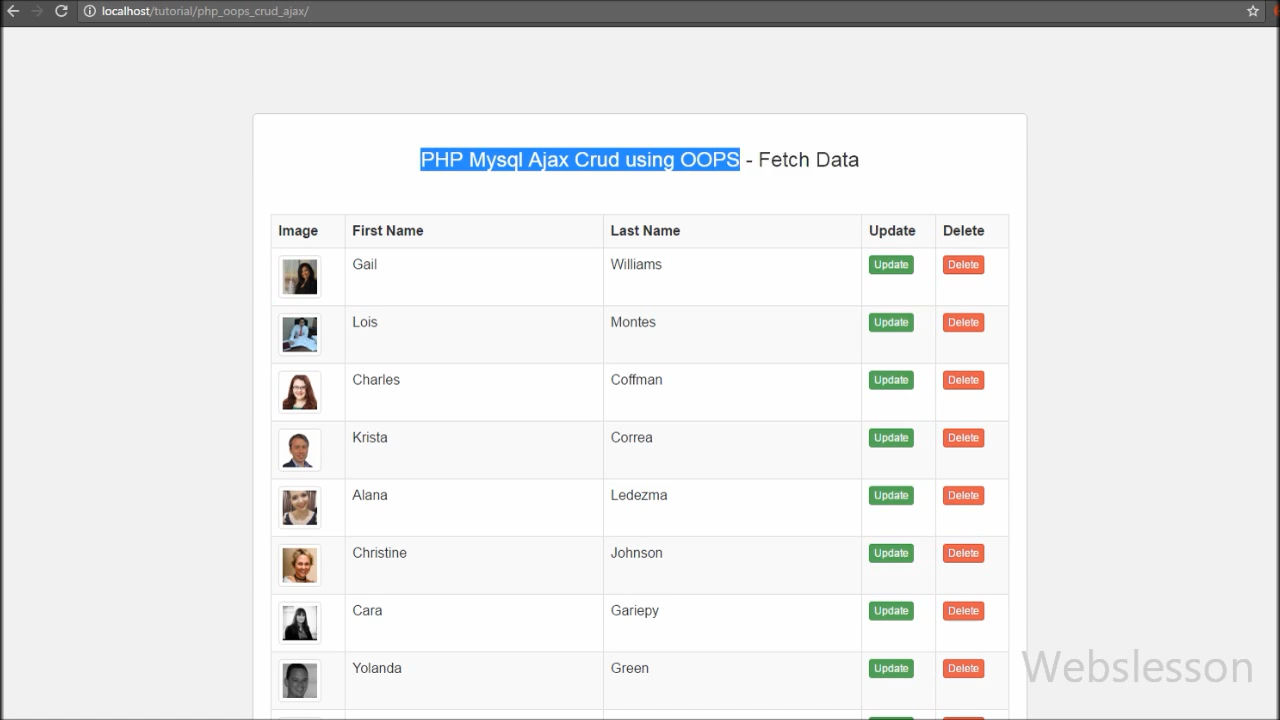 localhost/tutorial/php_oops_crud_ajax/
PHP Mysql Ajax Crud using OOPS - Fetch Data
Image First Name Last Name Update Delete
Gail Williams Update Delete
Lois Montes Update Delete
Charles Coffman Update Delete
Krista Correa Update Delete
Alana Ledezma Update Delete
Christine Johnson Update Delete
Cara Gariepy Update Delete
Yolanda Green Update Delete
Webslesson